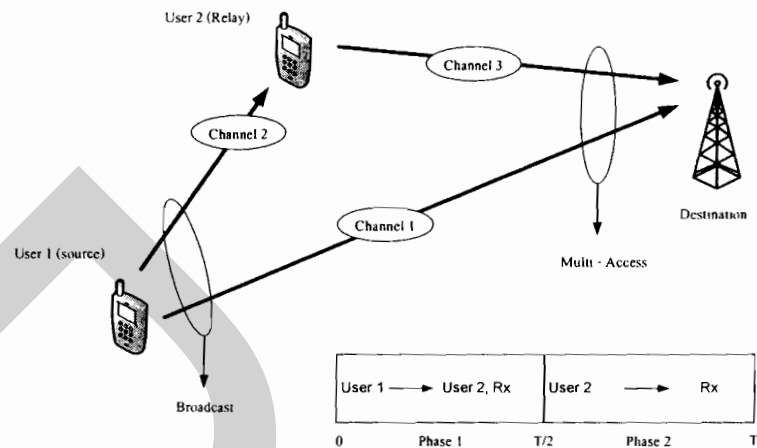 User 2 (Relay)
Channel 3
Channel 2
Destination
Channel 1
User 1 (source)
Multi - Access
Broadcast
User 1 User 2, Rx User 2 Rx
0 Phase 1 T/2 Phase 2 T